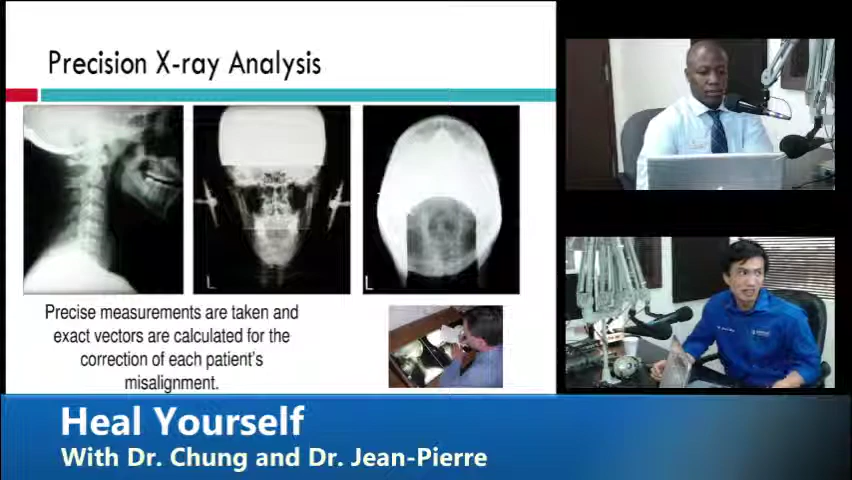 Precision X-ray Analysis
L
L
Precise measurements are taken and
exact vectors are calculated for the
correction of each patient's
misalignment.
Heal Yourself
With Dr. Chung and Dr. Jean-Pierre